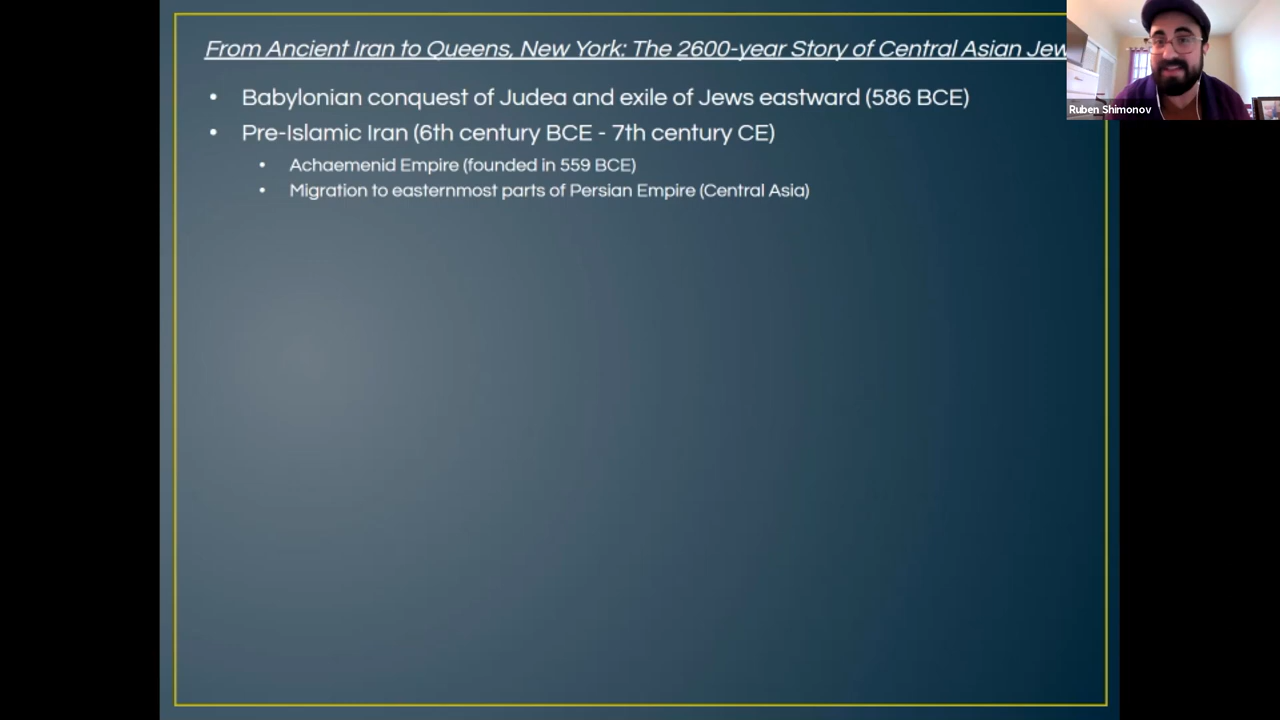 From Ancient Iran to Queens, New York: The 2600-year Story of Central Asian Jew
Ruben Shimonov
• Babylonian conquest of Judea and exile of Jews eastward (586 BCE)
• Pre-Islamic Iran (6th century BCE - 7th century CE)
• Achaemenid Empire (founded in 559 BCE)
• Migration to easternmost parts of Persian Empire (Central Asia)